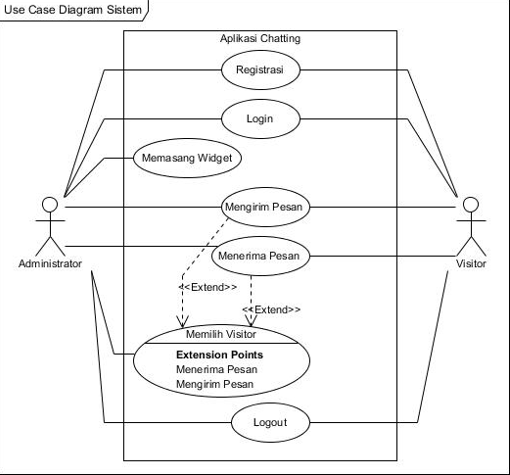 Use Case Diagram Sistem
Aplikasi Chatting
Registrasi
Login
Memasang Widget
Mengirim Pesan
Menerima Pesan
Administrator
Visitor
<<Extend>>
<<Extend>>
Memilih Visitor
Extension Points
Menerima Pesan
Mengirim Pesan
Logout